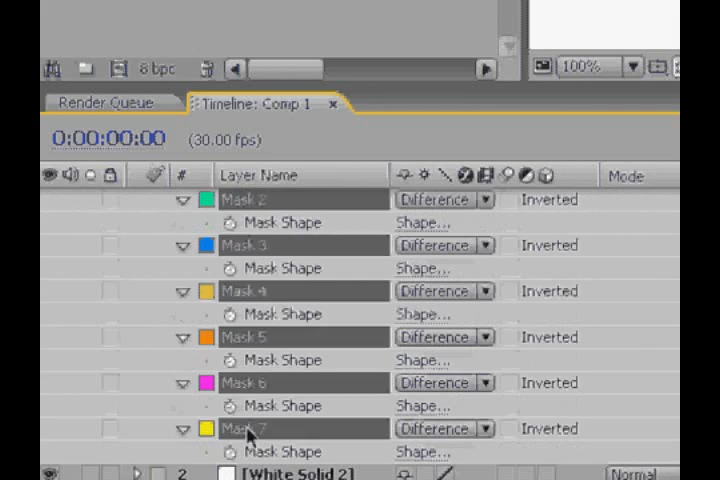 8 bpc 100%
Render Queue Timeline: Comp 1 ×
0:00:00:00 (30.00 fps)
# Layer Name Mode
Mask 2 Difference Inverted
Mask Shape Shape...
Mask 3 Difference Inverted
Mask Shape Shape...
Mask 4 Difference Inverted
Mask Shape Shape...
Mask 5 Difference Inverted
Mask Shape Shape...
Mask 6 Difference Inverted
Mask Shape Shape...
Mask 7 Difference Inverted
Mask Shape Shape...
2 [White Solid 2] Normal